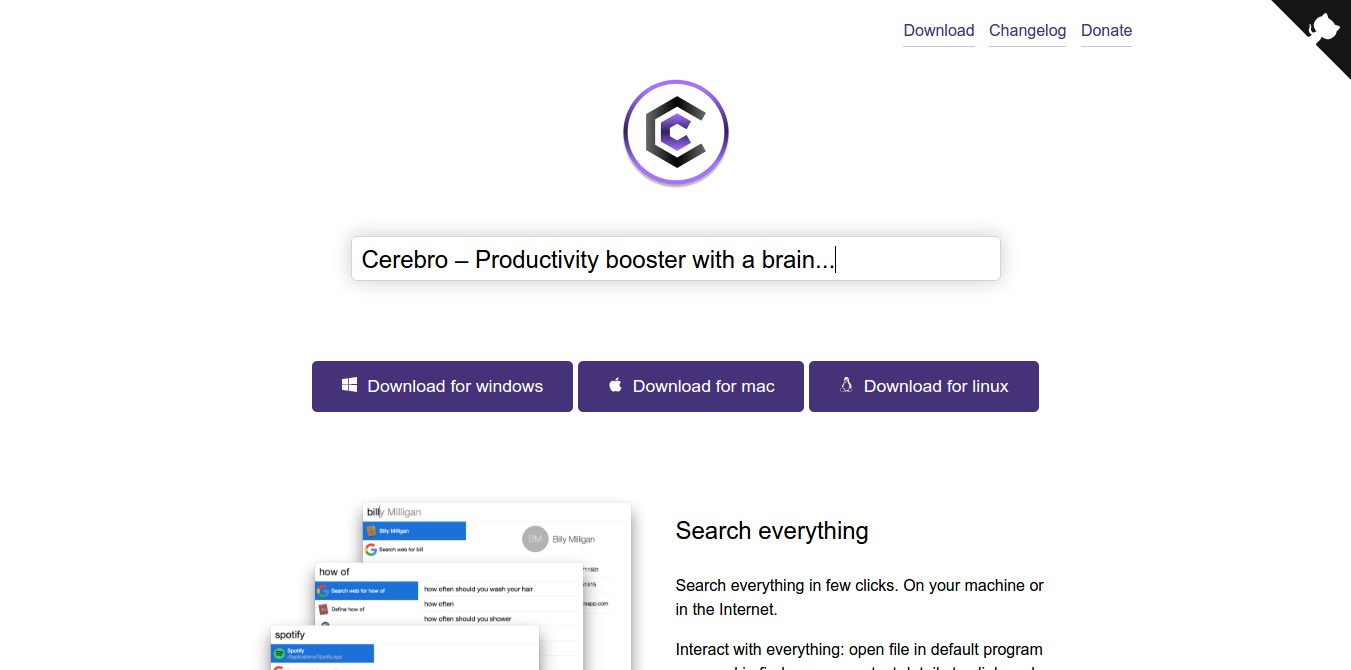 Download Changelog Donate
Cerebro – Productivity booster with a brain...
Download for windows
Download for mac
Download for linux
billy Milligan
Billy Milligan
Search web for bill
BM Billy Milligan
how of
Search web for how of
Define how of
how often should you wash your hair
how often
how often should you shower
spotify
Spotify
/Applications/Spotify.app
Search everything
Search everything in few clicks. On your machine or
in the Internet.
Interact with everything: open file in default program